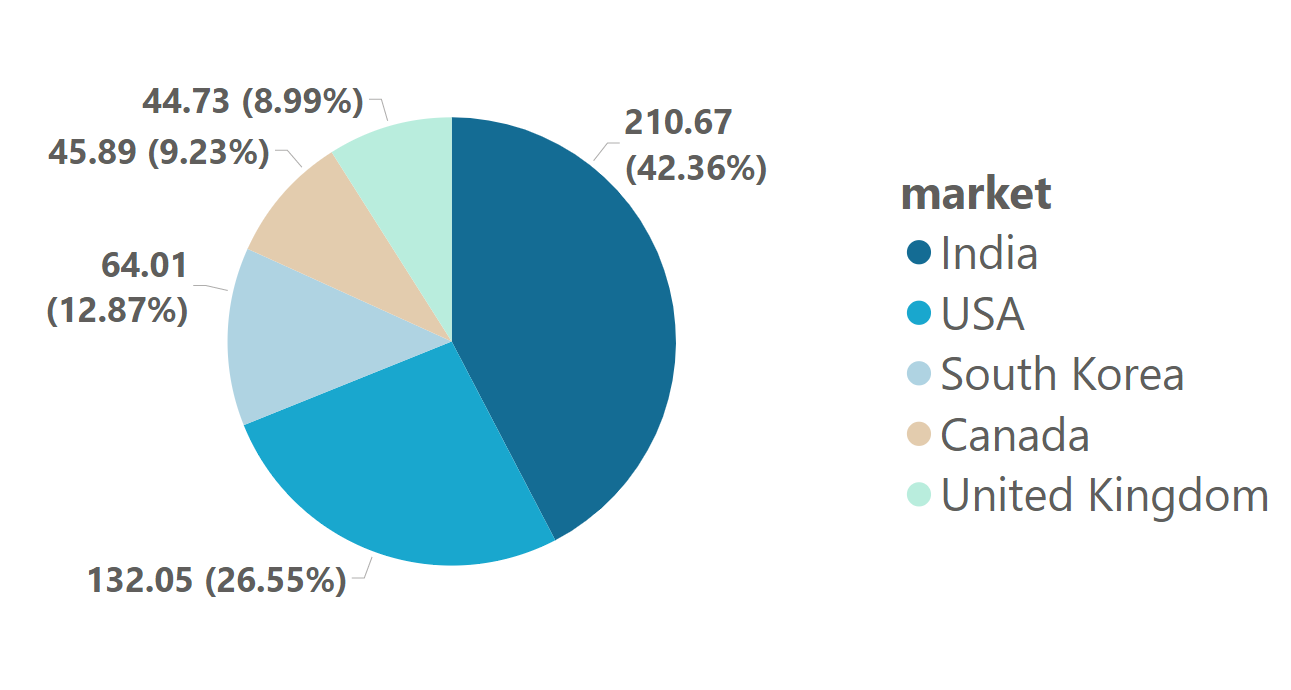 44.73 (8.99%)
45.89 (9.23%)
64.01
(12.87%)
132.05 (26.55%)
210.67
(42.36%)
market
India
USA
South Korea
Canada
United Kingdom